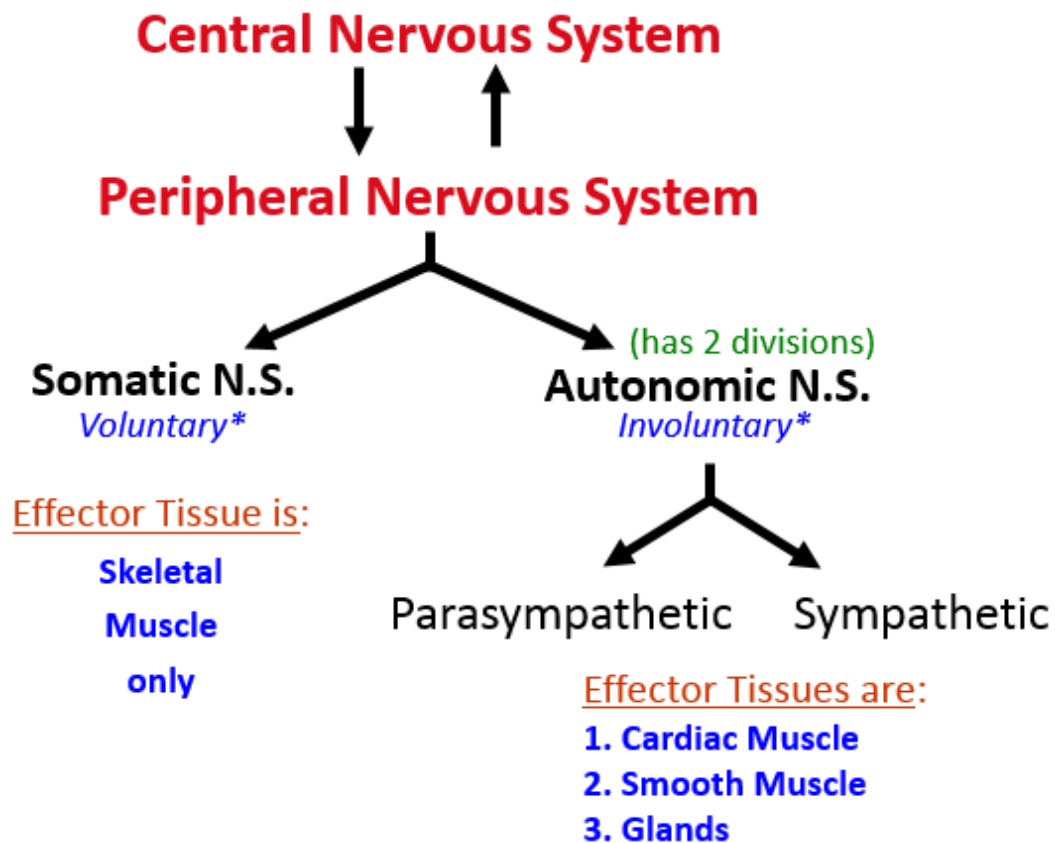 Central Nervous System
Peripheral Nervous System
Somatic N.S.
Voluntary*
Effector Tissue is:
Skeletal
Muscle
only
(has 2 divisions)
Autonomic N.S.
Involuntary*
Parasympathetic
Sympathetic
Effector Tissues are:
1. Cardiac Muscle
2. Smooth Muscle
3. Glands